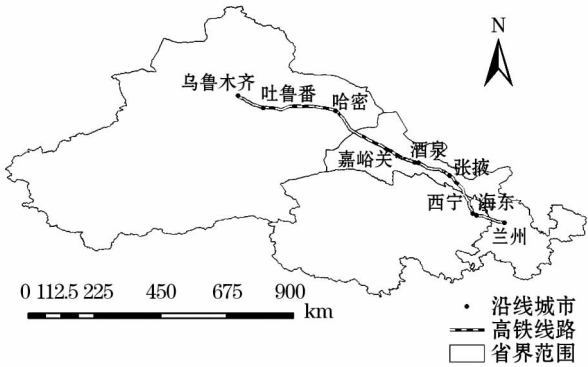 N
乌鲁木齐
吐鲁番
哈密
嘉峪关
酒泉
张掖
西宁
海东
兰州
0 112.5 225 450 675 900
km
沿线城市
高铁线路
省界范围